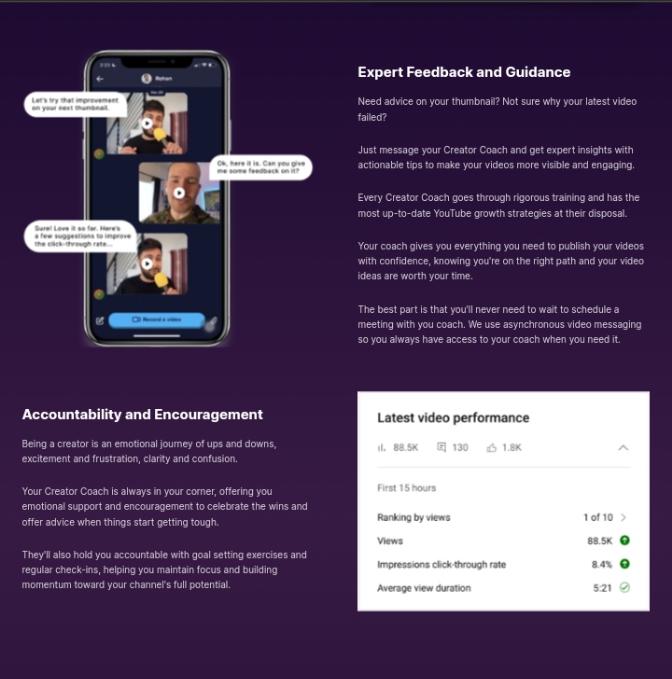 Rohan
Let's try that improvement
on your next thumbnail.
Ok, here it is. Can you give
me some feedback on it?
Sure! Love it so far. Here's
a few suggestions to improve
the click-through rate...
Record a video
Expert Feedback and Guidance
Need advice on your thumbnail? Not sure why your latest video
failed?
Just message your Creator Coach and get expert insights with
actionable tips to make your videos more visible and engaging.
Every Creator Coach goes through rigorous training and has the
most up-to-date YouTube growth strategies at their disposal.
Your coach gives you everything you need to publish your videos
with confidence, knowing you're on the right path and your video
ideas are worth your time.
The best part is that you'll never need to wait to schedule a
meeting with you coach. We use asynchronous video messaging
so you always have access to your coach when you need it.
Accountability and Encouragement
Being a creator is an emotional journey of ups and downs,
excitement and frustration, clarity and confusion.
Your Creator Coach is always in your corner, offering you
emotional support and encouragement to celebrate the wins and
offer advice when things start getting tough.
They'll also hold you accountable with goal setting exercises and
regular check-ins, helping you maintain focus and building
momentum toward your channel's full potential.
Latest video performance
88.5K 130 1.8K
First 15 hours
Ranking by views 1 of 10
Views 88.5K
Impressions click-through rate 8.4%
Average view duration 5:21